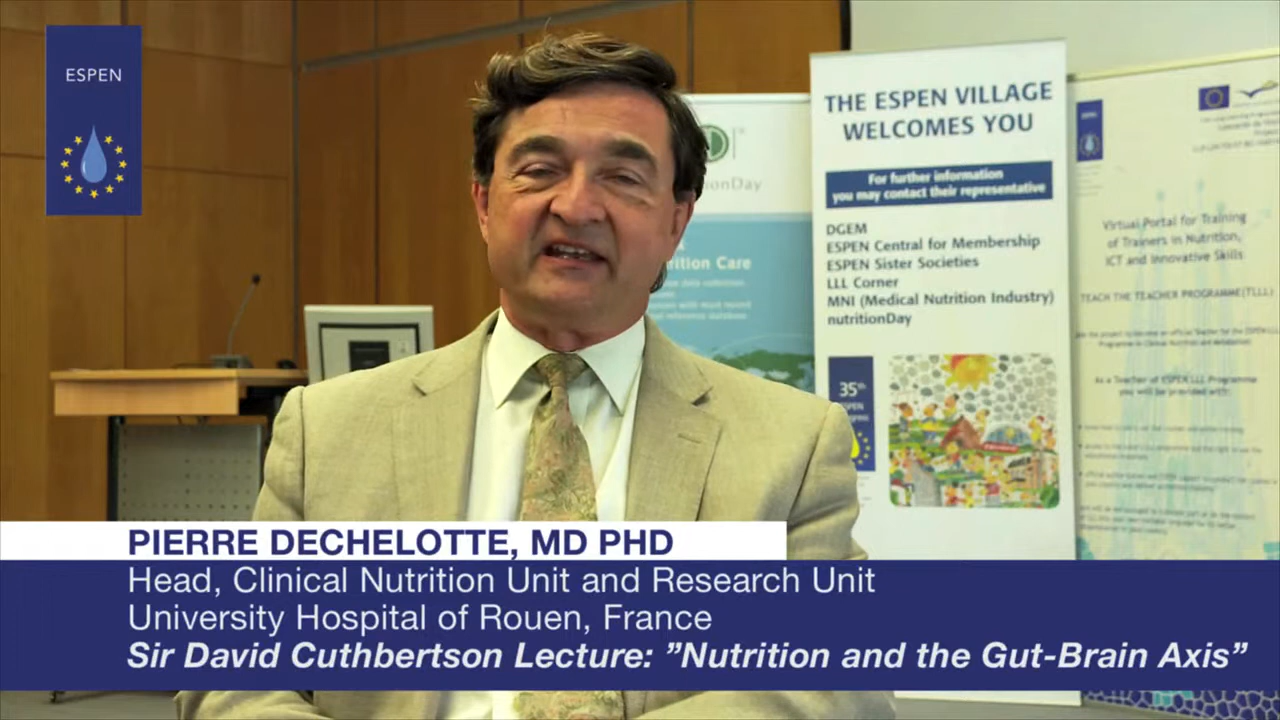 ESPEN
THE ESPEN VILLAGE
WELCOMES YOU
For further information
you may contact their representative
DGEM
ESPEN Central for Membership
ESPEN Sister Societies
LLL Corner
MNI (Medical Nutrition Industry)
nutritionDay
35th
Nutrition Care
Virtual Portal for Training
of Trainers in Nutrition,
ICT and Innovative Skills
TEACH THE TEACHER PROGRAMME(TLLL)
As a Teacher of ESPEN LLL Programme
you will be provided with:
PIERRE DECHELOTTE, MD PHD
Head, Clinical Nutrition Unit and Research Unit
University Hospital of Rouen, France
Sir David Cuthbertson Lecture: ”Nutrition and the Gut-Brain Axis”